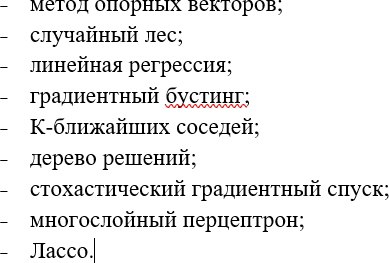 – метод опорных векторов;
– случайный лес;
– линейная регрессия;
– градиентный бустинг;
– К-ближайших соседей;
– дерево решений;
– стохастический градиентный спуск;
– многослойный перцептрон;
– Лассо.